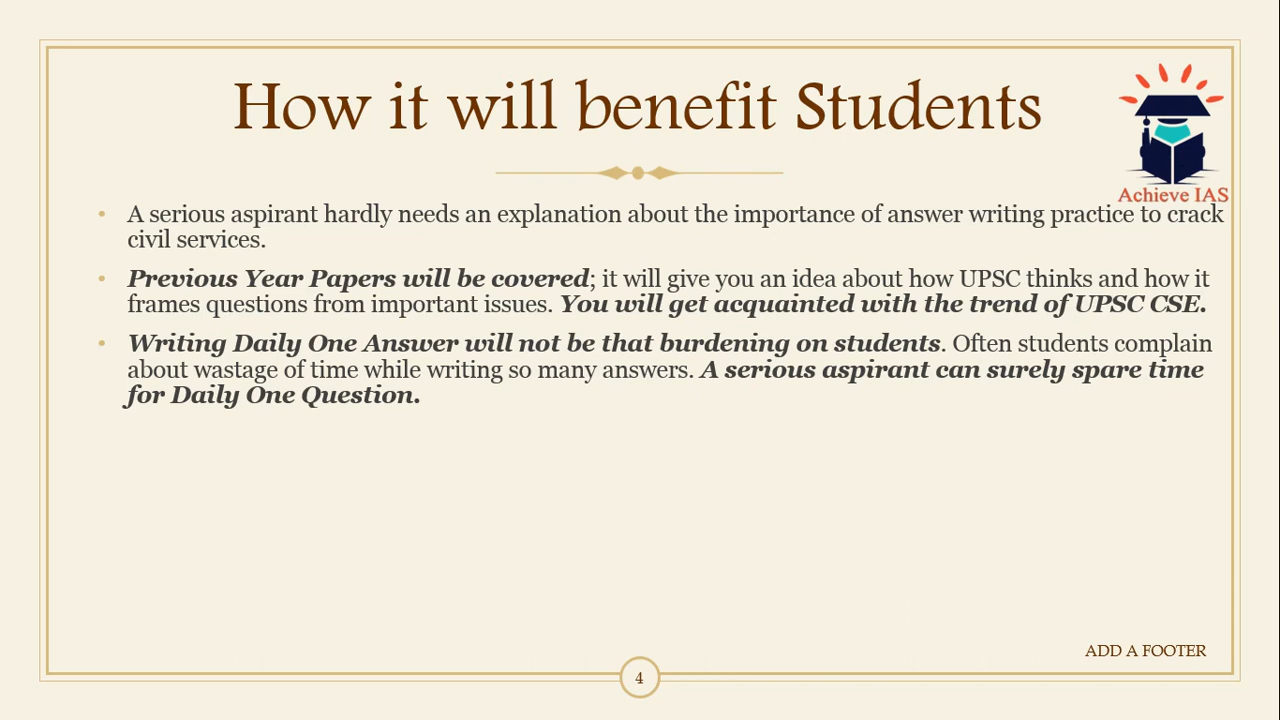 How it will benefit Students
Achieve IAS
• A serious aspirant hardly needs an explanation about the importance of answer writing practice to crack
civil services.
• Previous Year Papers will be covered; it will give you an idea about how UPSC thinks and how it
frames questions from important issues. You will get acquainted with the trend of UPSC CSE.
• Writing Daily One Answer will not be that burdening on students. Often students complain
about wastage of time while writing so many answers. A serious aspirant can surely spare time
for Daily One Question.
ADD A FOOTER
4